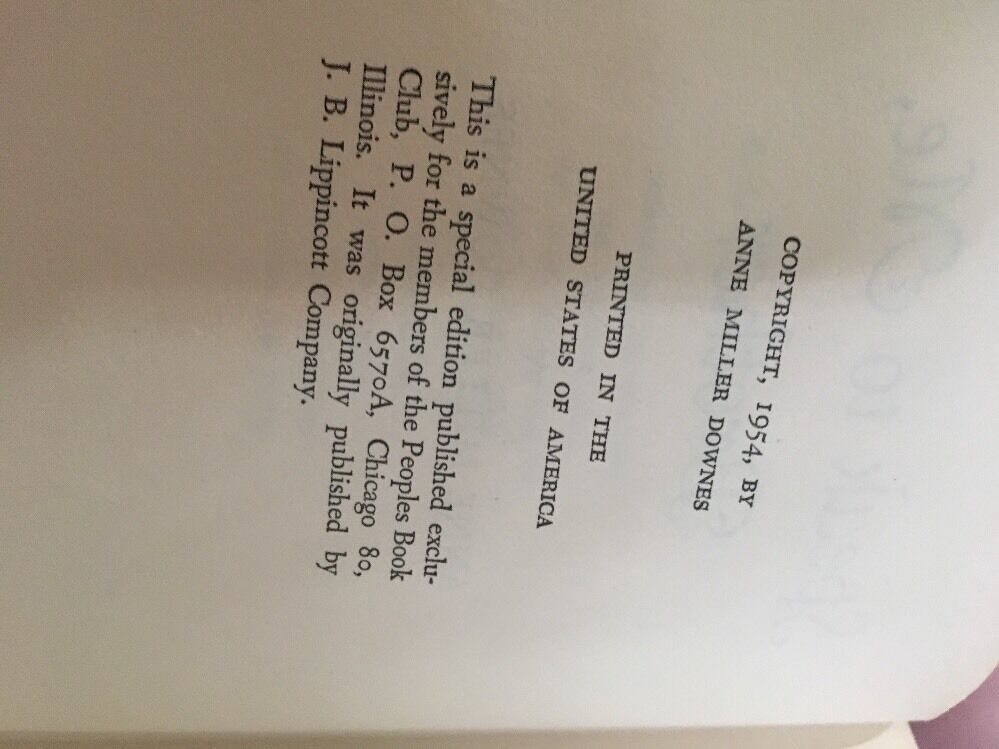 COPYRIGHT, 1954, BY
ANNE MILLER DOWNES
PRINTED IN THE
UNITED STATES OF AMERICA
This is a special edition published exclu-
sively for the members of the Peoples Book
Club, P. O. Box 6570A, Chicago 80,
Illinois. It was originally published by
J. B. Lippincott Company.